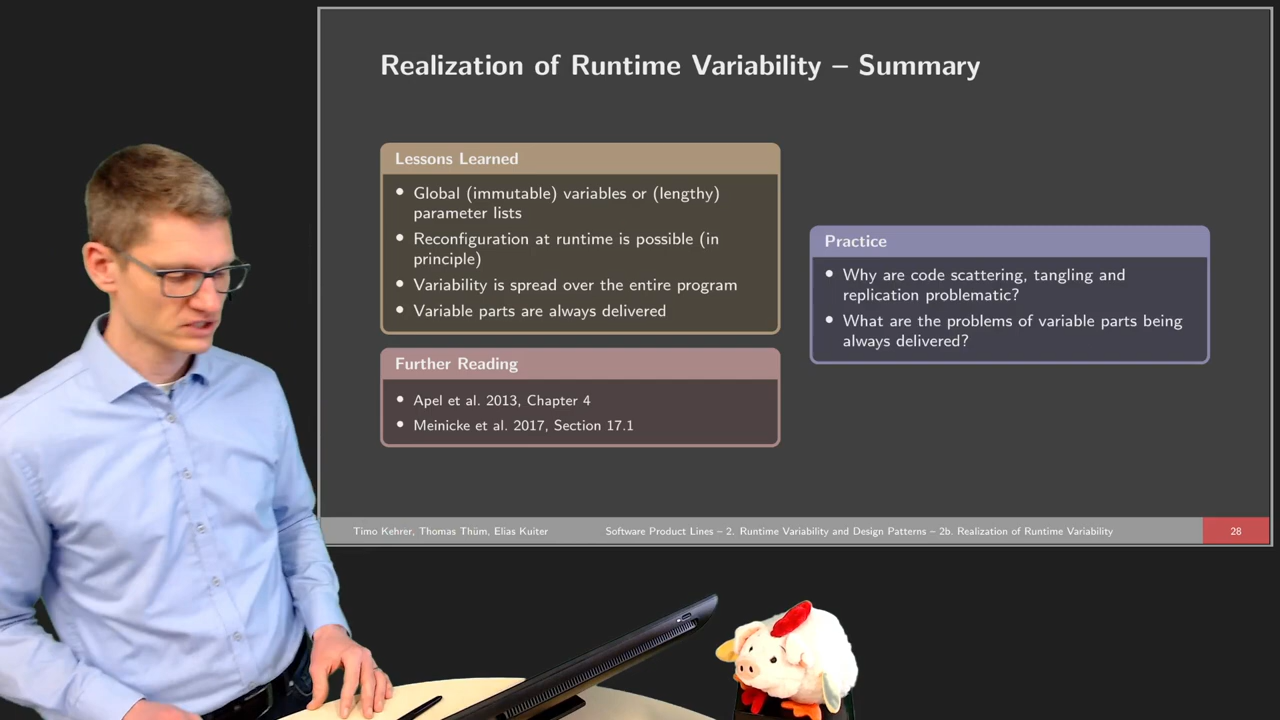 Realization of Runtime Variability – Summary
Lessons Learned
• Global (immutable) variables or (lengthy)
parameter lists
• Reconfiguration at runtime is possible (in
principle)
• Variability is spread over the entire program
• Variable parts are always delivered
Further Reading
• Apel et al. 2013, Chapter 4
• Meinicke et al. 2017, Section 17.1
Practice
• Why are code scattering, tangling and
replication problematic?
• What are the problems of variable parts being
always delivered?
Timo Kehrer, Thomas Thüm, Elias Kuiter
Software Product Lines – 2. Runtime Variability and Design Patterns – 2b. Realization of Runtime Variability
28